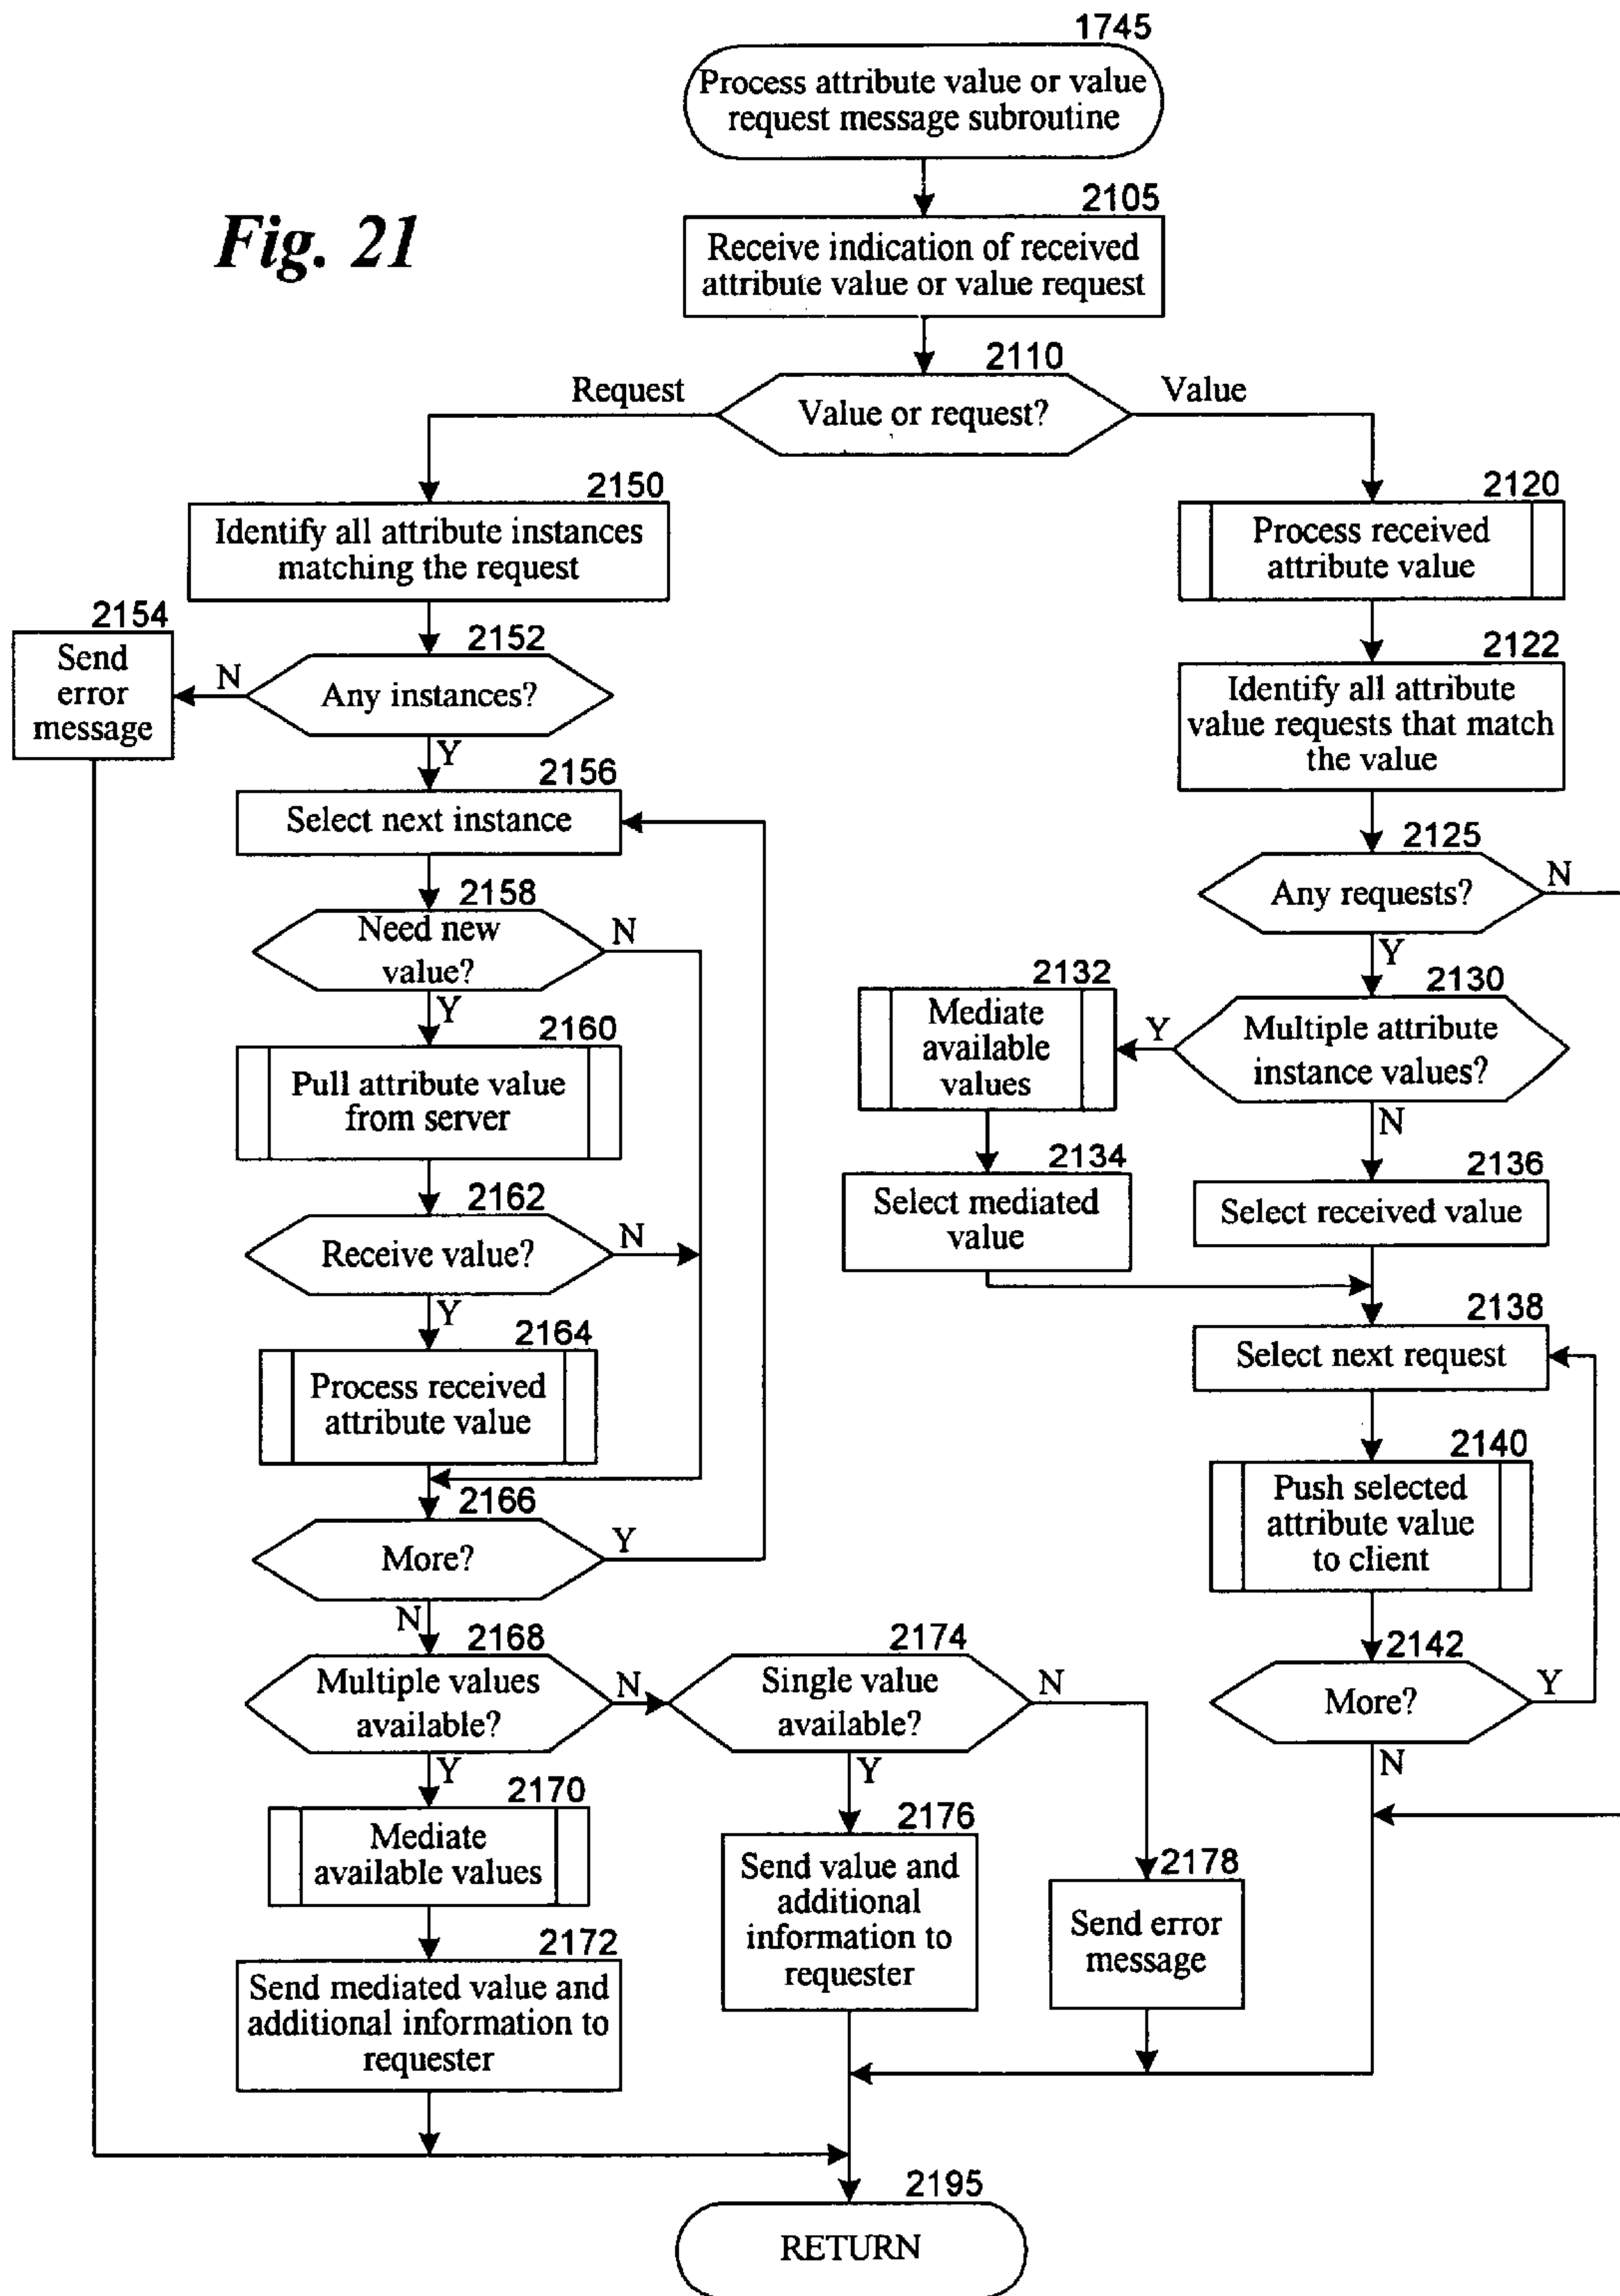 1745
Process attribute value or value
request message subroutine
Fig. 21
2105
Receive indication of received
attribute value or value request
2110
Request
Value or request?
Value
2150
Identify all attribute instances
matching the request
2154
Send
error
message
N
2152
Any instances?
Y
2156
Select next instance
2158
Need new
value?
N
Y
2160
Pull attribute value
from server
2162
Receive value?
N
Y
2164
Process received
attribute value
2166
More?
Y
N
2168
Multiple values
available?
N
Y
2170
Mediate
available values
2172
Send mediated value and
additional information to
requester
2174
Single value
available?
N
Y
2176
Send value and
additional
information to
requester
2178
Send error
message
2120
Process received
attribute value
2122
Identify all attribute
value requests that match
the value
2125
Any requests?
N
Y
2130
Multiple attribute
instance values?
Y
N
2132
Mediate
available
values
2134
Select mediated
value
2136
Select received value
2138
Select next request
2140
Push selected
attribute value
to client
2142
More?
Y
N
2195
RETURN